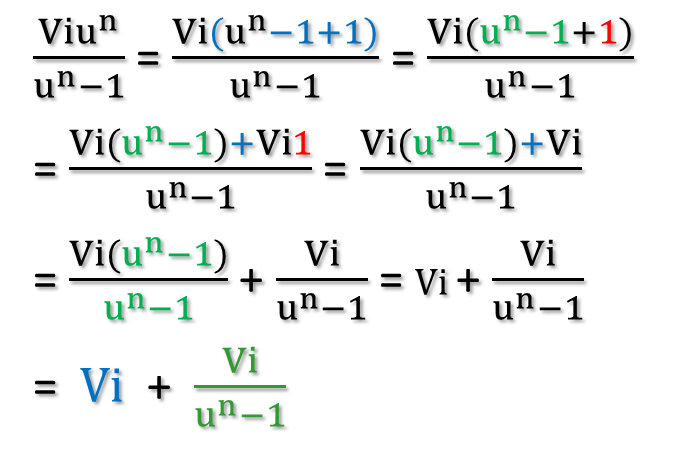 Viuⁿ/uⁿ−1 = Vi(uⁿ−1+1)/uⁿ−1 = Vi(uⁿ−1+1)/uⁿ−1
= Vi(uⁿ−1)+Vi1/uⁿ−1 = Vi(uⁿ−1)+Vi/uⁿ−1
= Vi(uⁿ−1)/uⁿ−1 + Vi/uⁿ−1 = Vi + Vi/uⁿ−1
= Vi + Vi/uⁿ−1